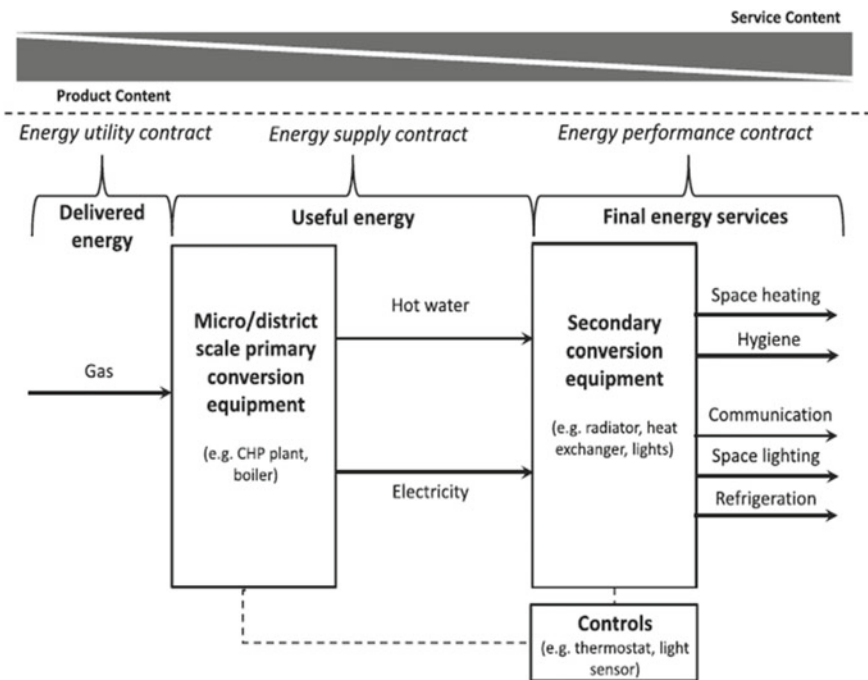 Service Content
Product Content
Energy utility contract
Energy supply contract
Energy performance contract
Delivered
energy
Useful energy
Final energy services
Micro/district
scale primary
conversion
equipment
(e.g. CHP plant,
boiler)
Gas
Hot water
Electricity
Secondary
conversion
equipment
(e.g. radiator, heat
exchanger, lights)
Space heating
Hygiene
Communication
Space lighting
Refrigeration
Controls
(e.g. thermostat, light
sensor)